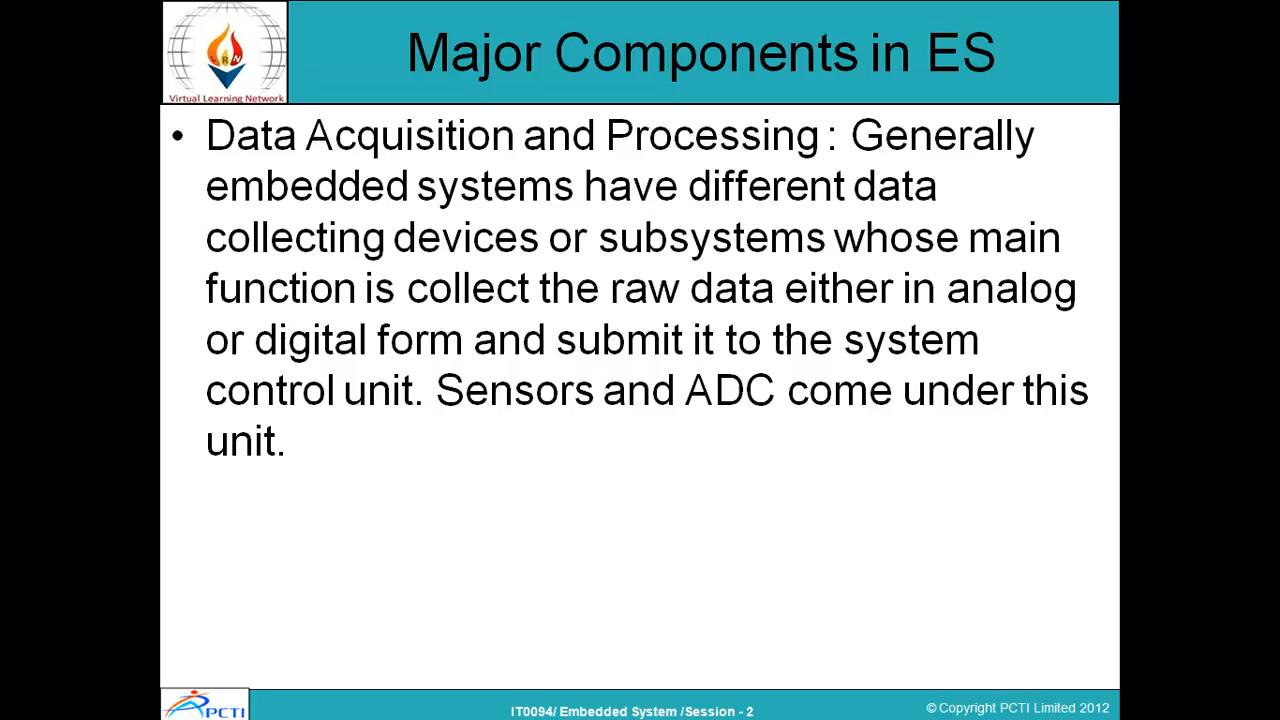 Major Components in ES
VLRN
Virtual Learning Network
• Data Acquisition and Processing : Generally
embedded systems have different data
collecting devices or subsystems whose main
function is collect the raw data either in analog
or digital form and submit it to the system
control unit. Sensors and ADC come under this
unit.
PCTI
IT0094/ Embedded System /Session - 2
© Copyright PCTI Limited 2012